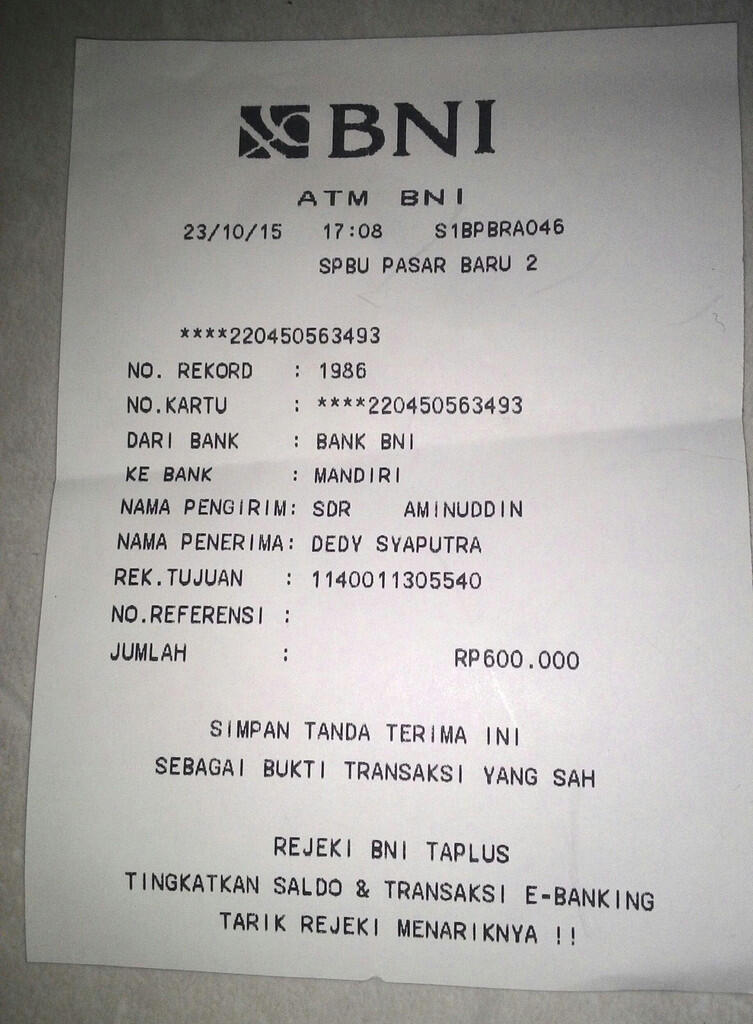 BNI
ATM BNI
23/10/15 17:08 S1BPBRA046
SPBU PASAR BARU 2
****220450563493
NO. REKORD : 1986
NO.KARTU : ****220450563493
DARI BANK : BANK BNI
KE BANK : MANDIRI
NAMA PENGIRIM: SDR AMINUDDIN
NAMA PENERIMA: DEDY SYAPUTRA
REK.TUJUAN : 1140011305540
NO.REFERENSI :
JUMLAH : RP600.000
SIMPAN TANDA TERIMA INI
SEBAGAI BUKTI TRANSAKSI YANG SAH
REJEKI BNI TAPLUS
TINGKATKAN SALDO & TRANSAKSI E-BANKING
TARIK REJEKI MENARIKNYA !!